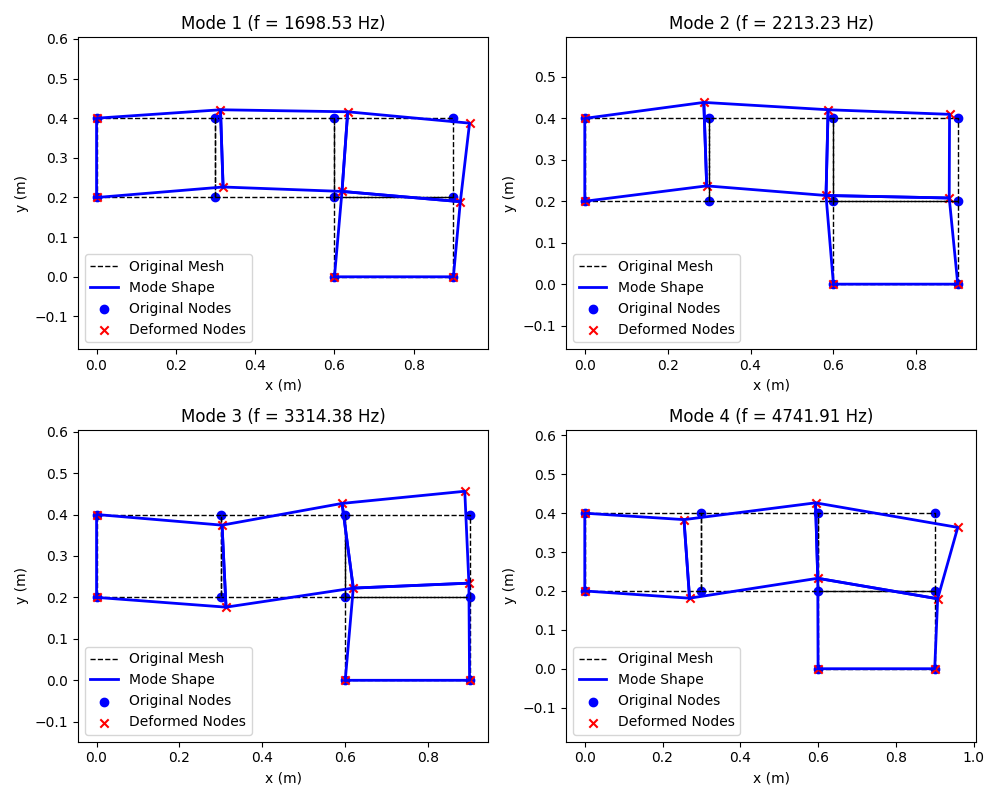 Mode 1 (f = 1698.53 Hz)
0.6
0.5
0.4
0.3
0.2
0.1
0.0
−0.1
y (m)
Original Mesh
Mode Shape
Original Nodes
Deformed Nodes
0.0 0.2 0.4 0.6 0.8
x (m)
Mode 2 (f = 2213.23 Hz)
0.5
0.4
0.3
0.2
0.1
0.0
−0.1
y (m)
Original Mesh
Mode Shape
Original Nodes
Deformed Nodes
0.0 0.2 0.4 0.6 0.8
x (m)
Mode 3 (f = 3314.38 Hz)
0.6
0.5
0.4
0.3
0.2
0.1
0.0
−0.1
y (m)
Original Mesh
Mode Shape
Original Nodes
Deformed Nodes
0.0 0.2 0.4 0.6 0.8
x (m)
Mode 4 (f = 4741.91 Hz)
0.6
0.5
0.4
0.3
0.2
0.1
0.0
−0.1
y (m)
Original Mesh
Mode Shape
Original Nodes
Deformed Nodes
0.0 0.2 0.4 0.6 0.8 1.0
x (m)